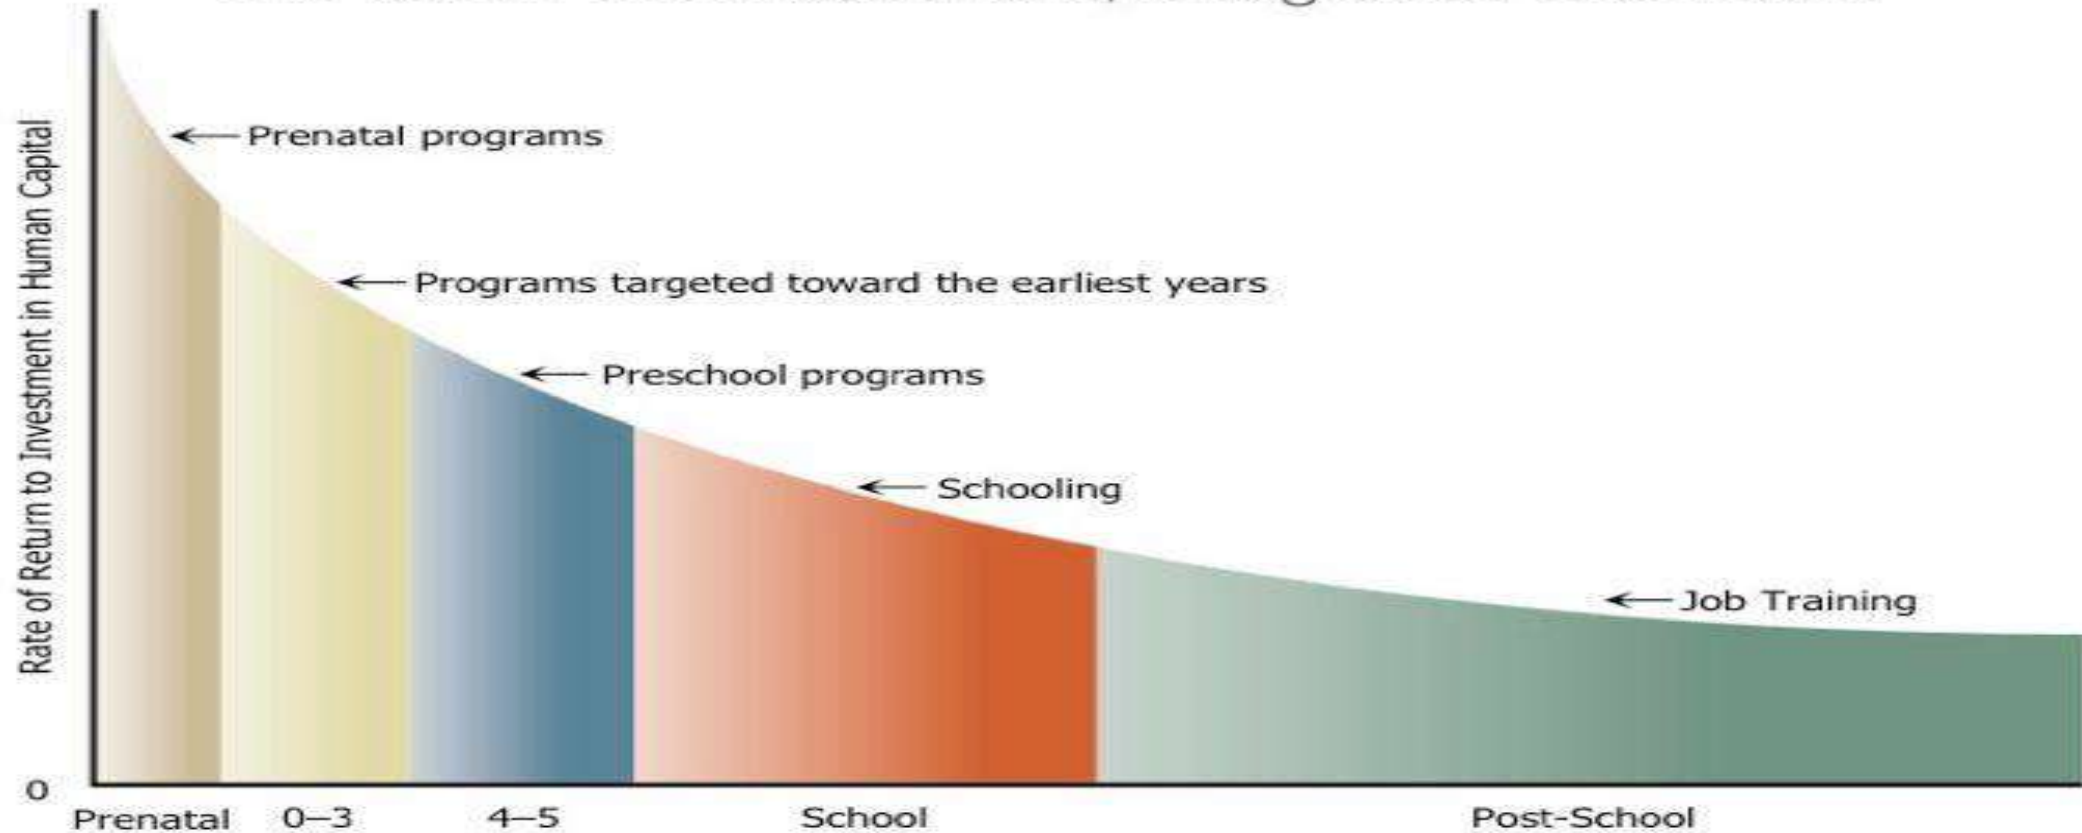 Rate of Return to Investment in Human Capital
Prenatal programs
Programs targeted toward the earliest years
Preschool programs
Schooling
Job Training
0
Prenatal 0–3 4–5 School Post-School